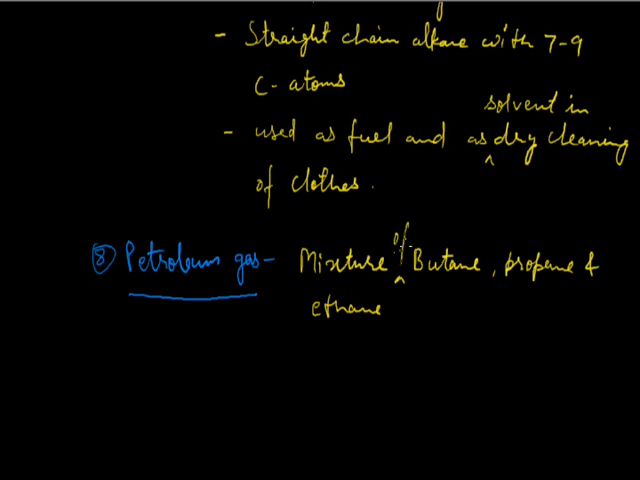 - Straight chain alkane with 7-9
C- atoms
solvent in
- used as fuel and as ^ dry cleaning
of clothes.
⑧ Petroleum gas - Mixture of ^ Butane, propane &
ethane